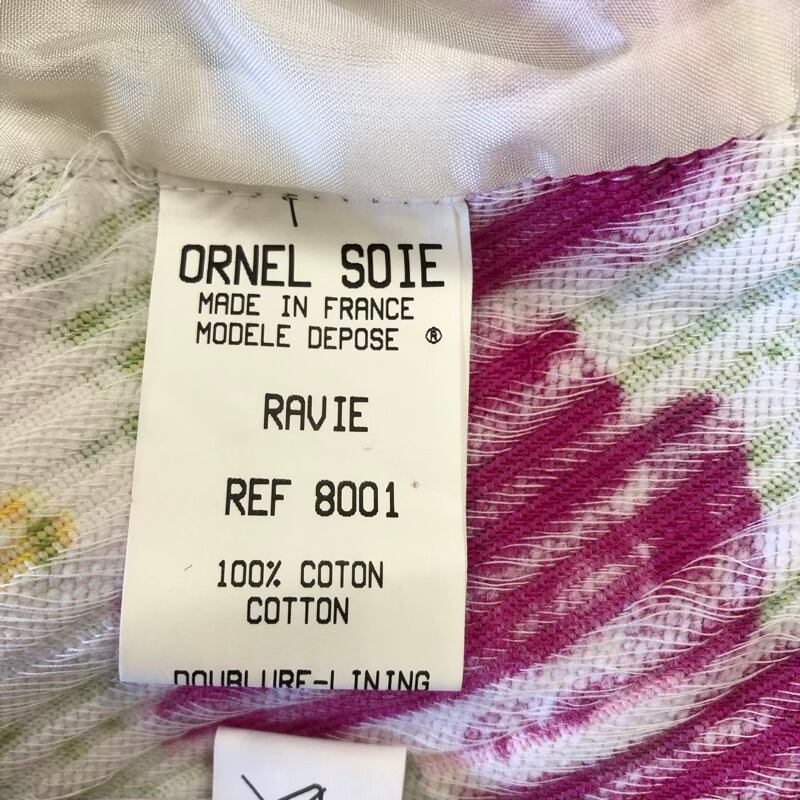 ORNEL SOIE
MADE IN FRANCE
MODELE DEPOSE ®
RAVIE
REF 8001
100% COTON
COTTON
DOUBLURE-LINING